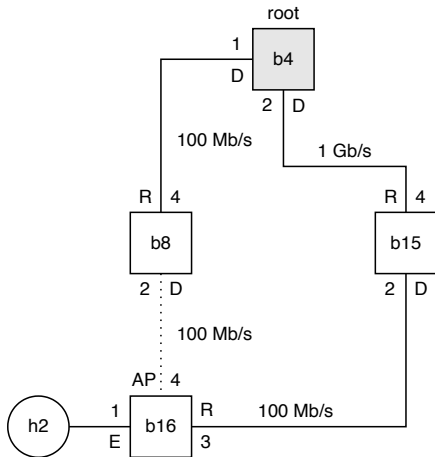 root
1
b4
D
2 D
100 Mb/s
1 Gb/s
R 4
R 4
b8
b15
2 D
2 D
100 Mb/s
AP 4
1
R
100 Mb/s
h2
b16
E
3